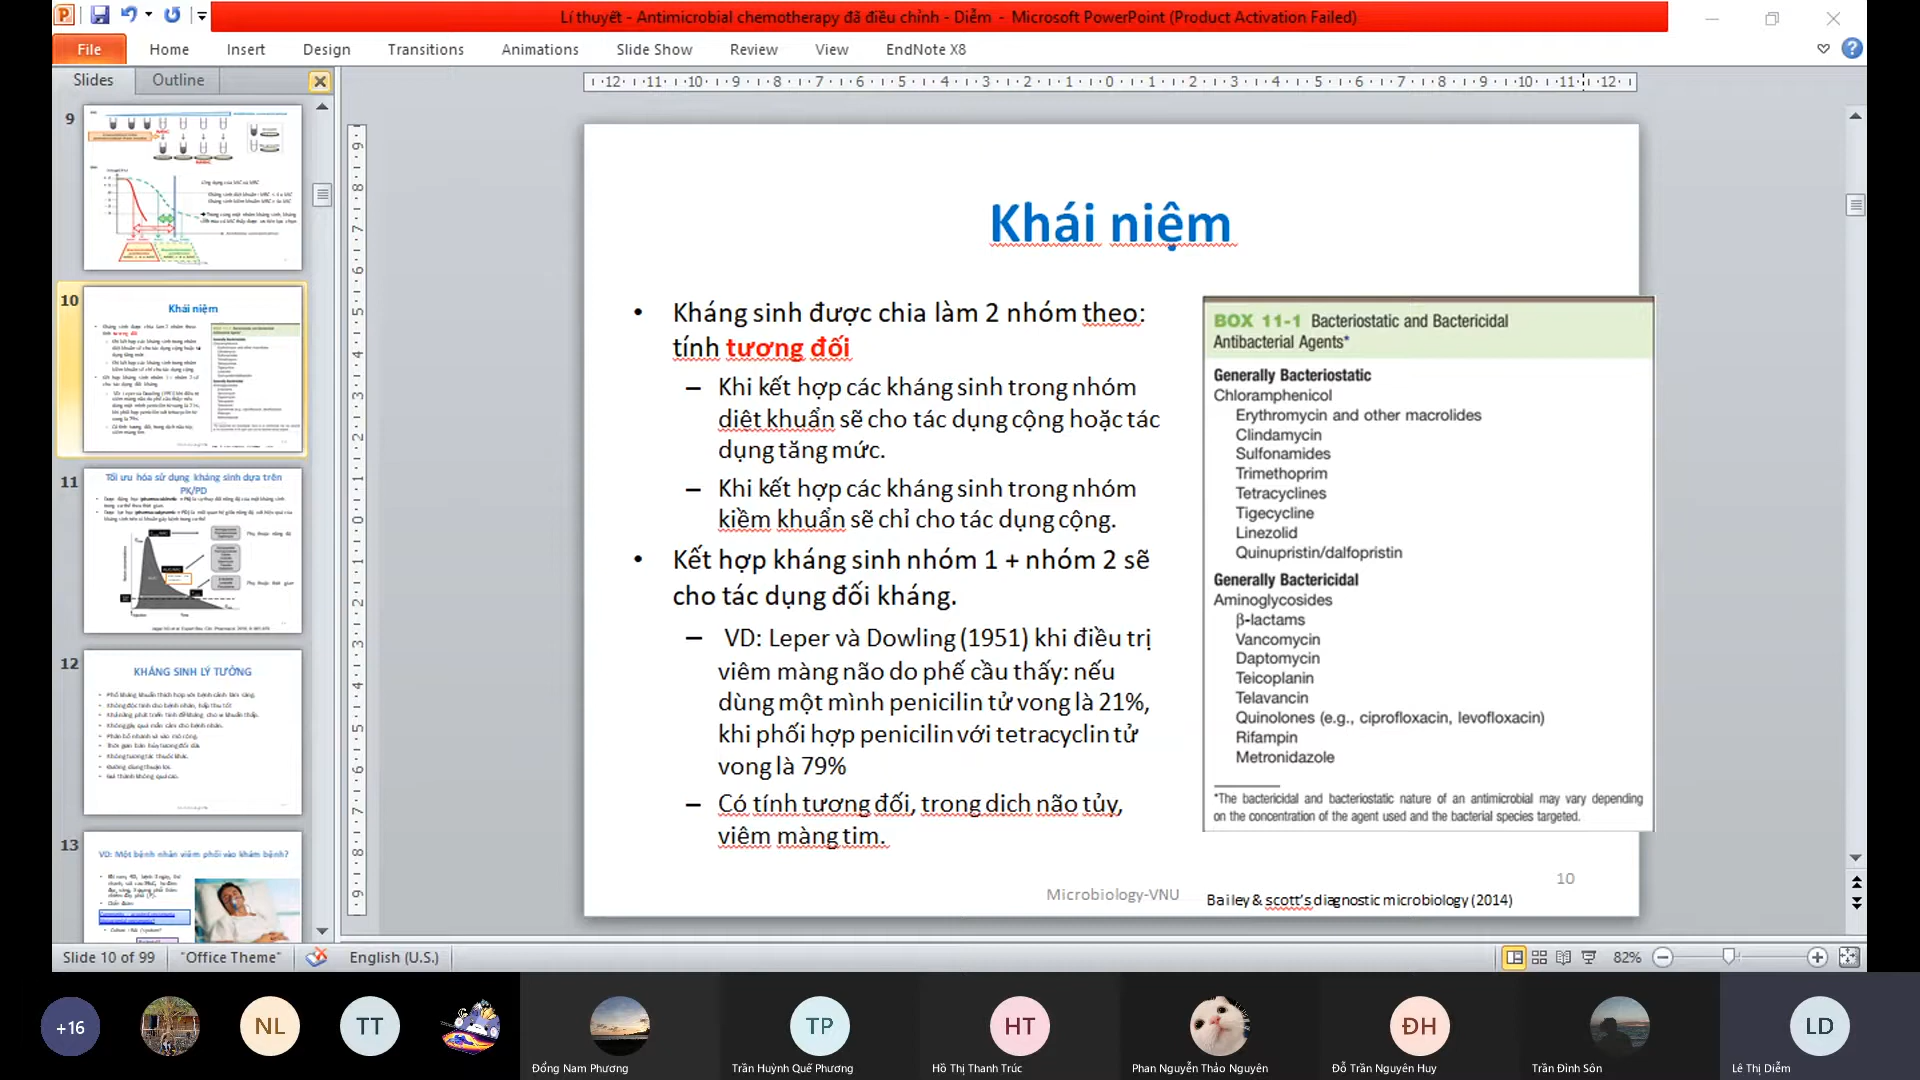 Lí thuyết - Antimicrobial chemotherapy đã điều chỉnh - Diễm - Microsoft PowerPoint (Product Activation Failed)
File Home Insert Design Transitions Animations Slide Show Review View EndNote X8
Slides Outline
9
10
Khái niệm
11
Tối ưu hóa sử dụng kháng sinh dựa trên
PK/PD
12
KHÁNG SINH LÝ TƯỞNG
13
VD: Một bệnh nhân viêm phổi vào khám bệnh?
Khái niệm
• Kháng sinh được chia làm 2 nhóm theo:
tính tương đối
– Khi kết hợp các kháng sinh trong nhóm
diệt khuẩn sẽ cho tác dụng cộng hoặc tác
dụng tăng mức.
– Khi kết hợp các kháng sinh trong nhóm
kiềm khuẩn sẽ chỉ cho tác dụng cộng.
• Kết hợp kháng sinh nhóm 1 + nhóm 2 sẽ
cho tác dụng đối kháng.
– VD: Leper và Dowling (1951) khi điều trị
viêm màng não do phế cầu thấy: nếu
dùng một mình penicilin tử vong là 21%,
khi phối hợp penicilin với tetracyclin tử
vong là 79%
– Có tính tương đối, trong dịch não tủy,
viêm màng tim.
BOX 11-1 Bacteriostatic and Bactericidal
Antibacterial Agents*
Generally Bacteriostatic
Chloramphenicol
Erythromycin and other macrolides
Clindamycin
Sulfonamides
Trimethoprim
Tetracyclines
Tigecycline
Linezolid
Quinupristin/dalfopristin
Generally Bactericidal
Aminoglycosides
β-lactams
Vancomycin
Daptomycin
Teicoplanin
Telavancin
Quinolones (e.g., ciprofloxacin, levofloxacin)
Rifampin
Metronidazole
*The bactericidal and bacteriostatic nature of an antimicrobial may vary depending
on the concentration of the agent used and the bacterial species targeted.
10
Microbiology-VNU
Bailey & scott's diagnostic microbiology (2014)
Slide 10 of 99 "Office Theme" English (U.S.) 82%
+16 NL TT TP HT ĐH LD
Đổng Nam Phương Trần Huỳnh Quế Phương Hồ Thị Thanh Trúc Phan Nguyễn Thảo Nguyên Đỗ Trần Nguyên Huy Trần Đình Sôn Lê Thị Diễm